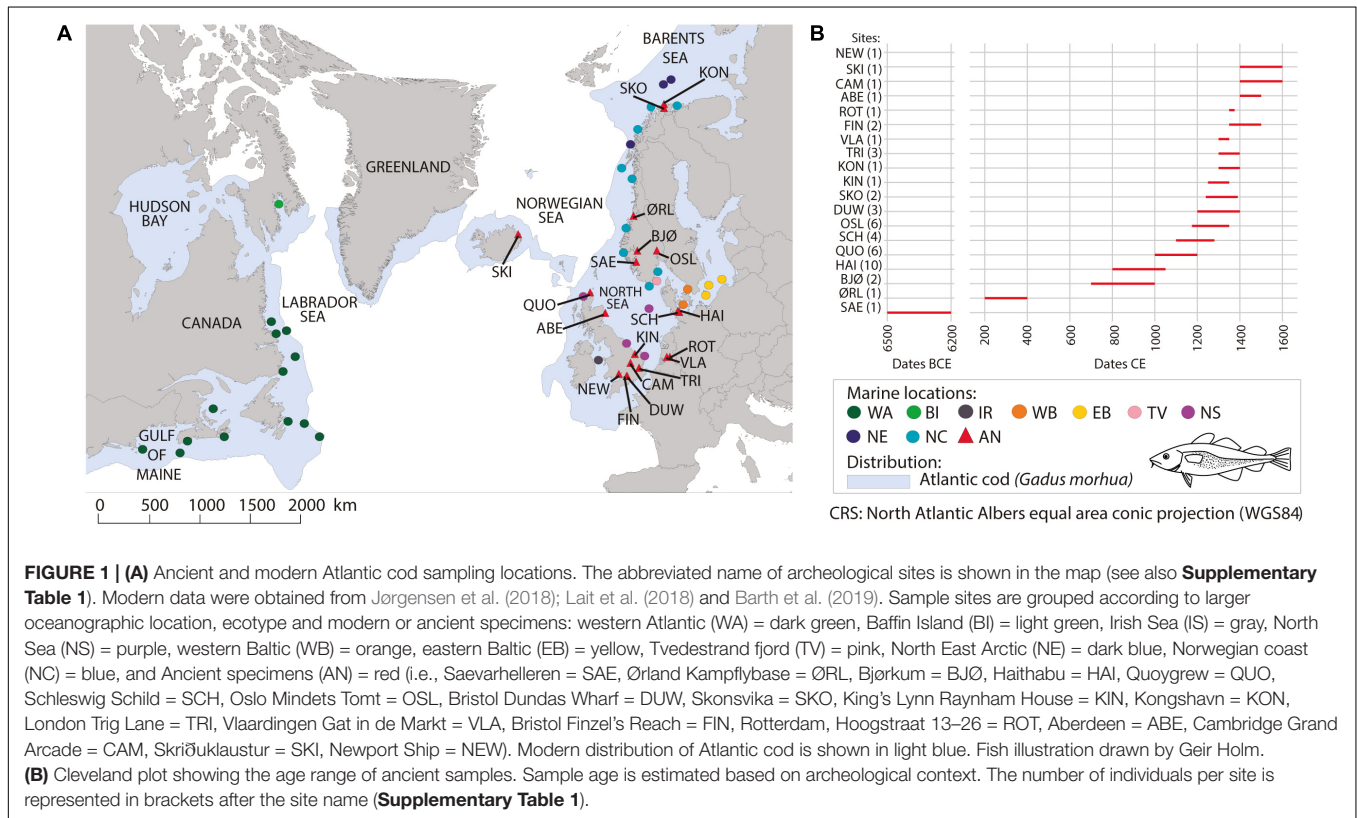 A
BARENTS
SEA
KON
SKO
GREENLAND
HUDSON
BAY
NORWEGIAN
SEA
ØRL
SKI
BJØ
OSL
SAE
LABRADOR
SEA
CANADA
QUO
NORTH
SEA
ABE
SCH
HAI
KIN
ROT
VLA
NEW
CAM
TRI
FIN
DUW
GULF
OF
MAINE
0 500 1000 1500 2000 km
B
Sites:
NEW (1)
SKI (1)
CAM (1)
ABE (1)
ROT (1)
FIN (2)
VLA (1)
TRI (3)
KON (1)
KIN (1)
SKO (2)
DUW (3)
OSL (6)
SCH (4)
QUO (6)
HAI (10)
BJØ (2)
ØRL (1)
SAE (1)
6500 6200 200 400 600 800 1000 1200 1400 1600
Dates BCE Dates CE
Marine locations:
WA BI IR WB EB TV NS
NE NC AN
Distribution:
Atlantic cod (Gadus morhua)
CRS: North Atlantic Albers equal area conic projection (WGS84)
FIGURE 1 | (A) Ancient and modern Atlantic cod sampling locations. The abbreviated name of archeological sites is shown in the map (see also Supplementary
Table 1). Modern data were obtained from Jørgensen et al. (2018); Lait et al. (2018) and Barth et al. (2019). Sample sites are grouped according to larger
oceanographic location, ecotype and modern or ancient specimens: western Atlantic (WA) = dark green, Baffin Island (BI) = light green, Irish Sea (IS) = gray, North
Sea (NS) = purple, western Baltic (WB) = orange, eastern Baltic (EB) = yellow, Tvedestrand fjord (TV) = pink, North East Arctic (NE) = dark blue, Norwegian coast
(NC) = blue, and Ancient specimens (AN) = red (i.e., Saevarhelleren = SAE, Ørland Kampflybase = ØRL, Bjørkum = BJØ, Haithabu = HAI, Quoygrew = QUO,
Schleswig Schild = SCH, Oslo Mindets Tomt = OSL, Bristol Dundas Wharf = DUW, Skonsvika = SKO, King's Lynn Raynham House = KIN, Kongshavn = KON,
London Trig Lane = TRI, Vlaardingen Gat in de Markt = VLA, Bristol Finzel's Reach = FIN, Rotterdam, Hoogstraat 13–26 = ROT, Aberdeen = ABE, Cambridge Grand
Arcade = CAM, Skriðuklaustur = SKI, Newport Ship = NEW). Modern distribution of Atlantic cod is shown in light blue. Fish illustration drawn by Geir Holm.
(B) Cleveland plot showing the age range of ancient samples. Sample age is estimated based on archeological context. The number of individuals per site is
represented in brackets after the site name (Supplementary Table 1).